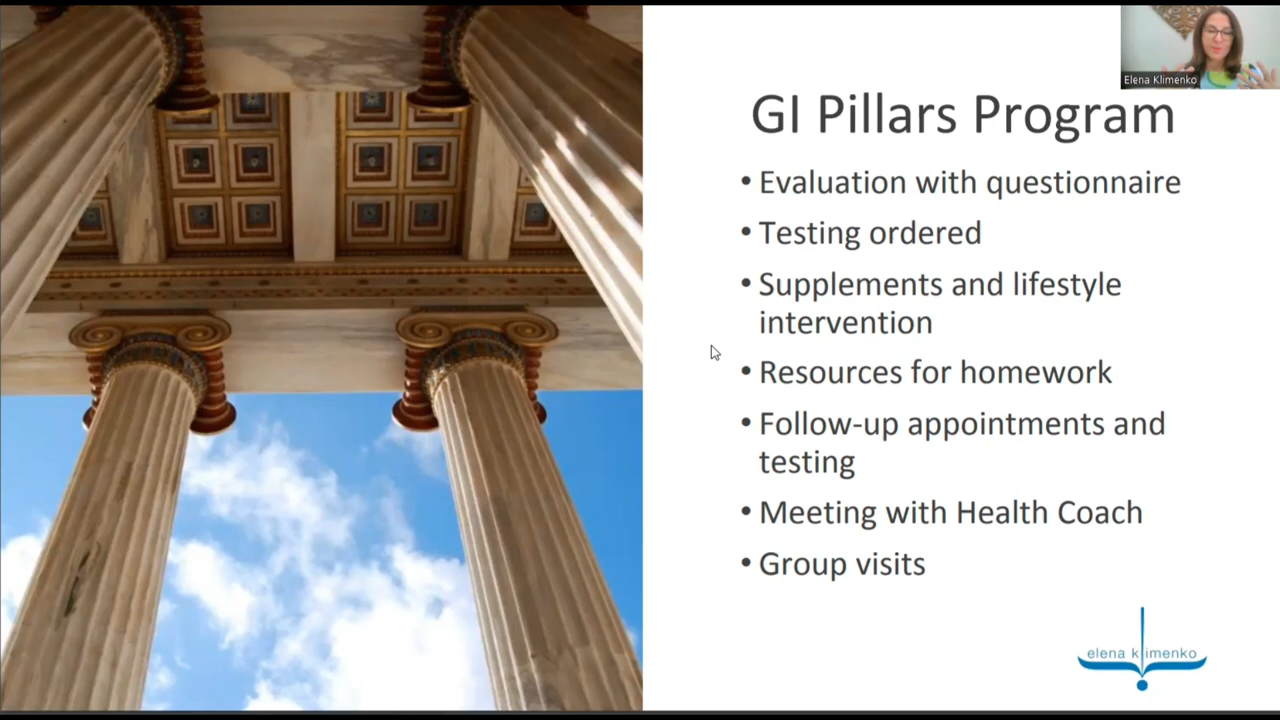 Elena Klimenko
GI Pillars Program
• Evaluation with questionnaire
• Testing ordered
• Supplements and lifestyle
intervention
• Resources for homework
• Follow-up appointments and
testing
• Meeting with Health Coach
• Group visits
elena klimenko